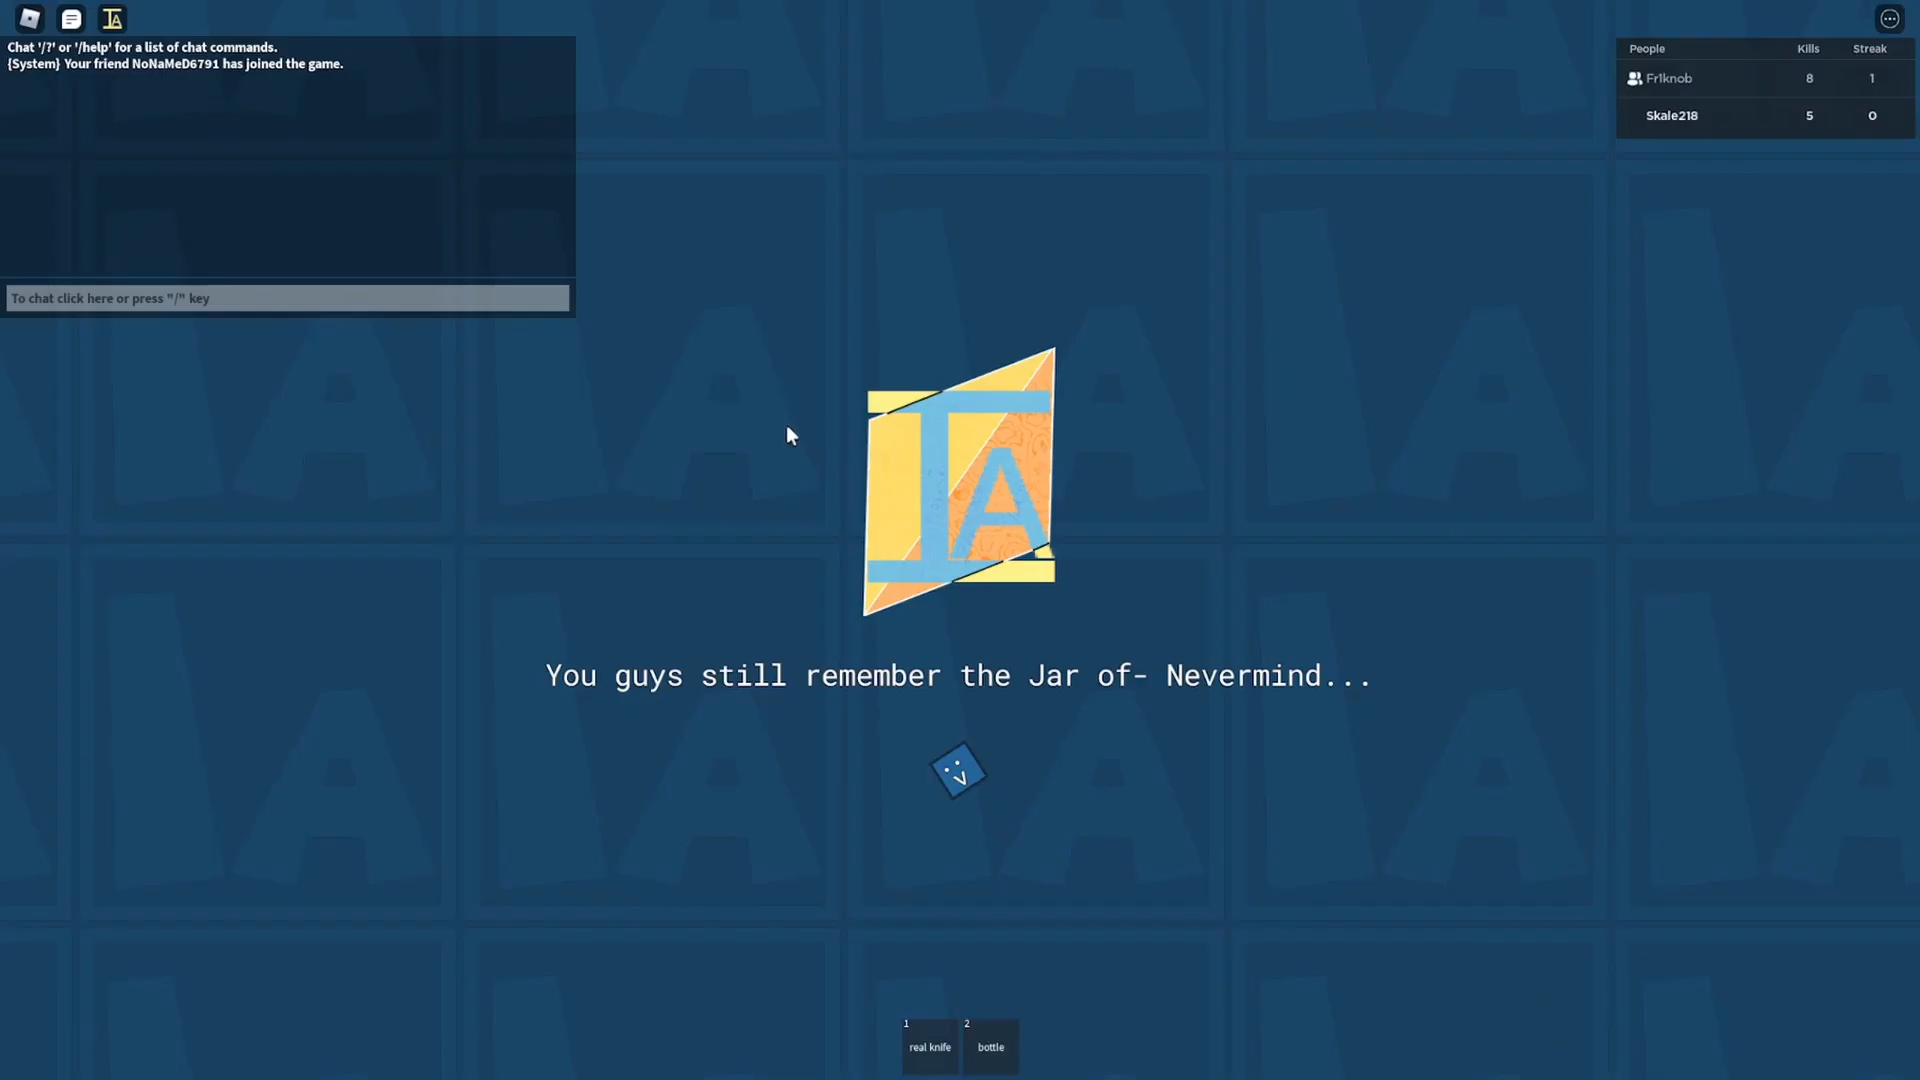 Chat '/?' or '/help' for a list of chat commands.
{System} Your friend NoNaMeD6791 has joined the game.
To chat click here or press "/" key
People Kills Streak
Fr1knob 8 1
Skale218 5 0
IA
You guys still remember the Jar of- Nevermind...
1 2
real knife bottle